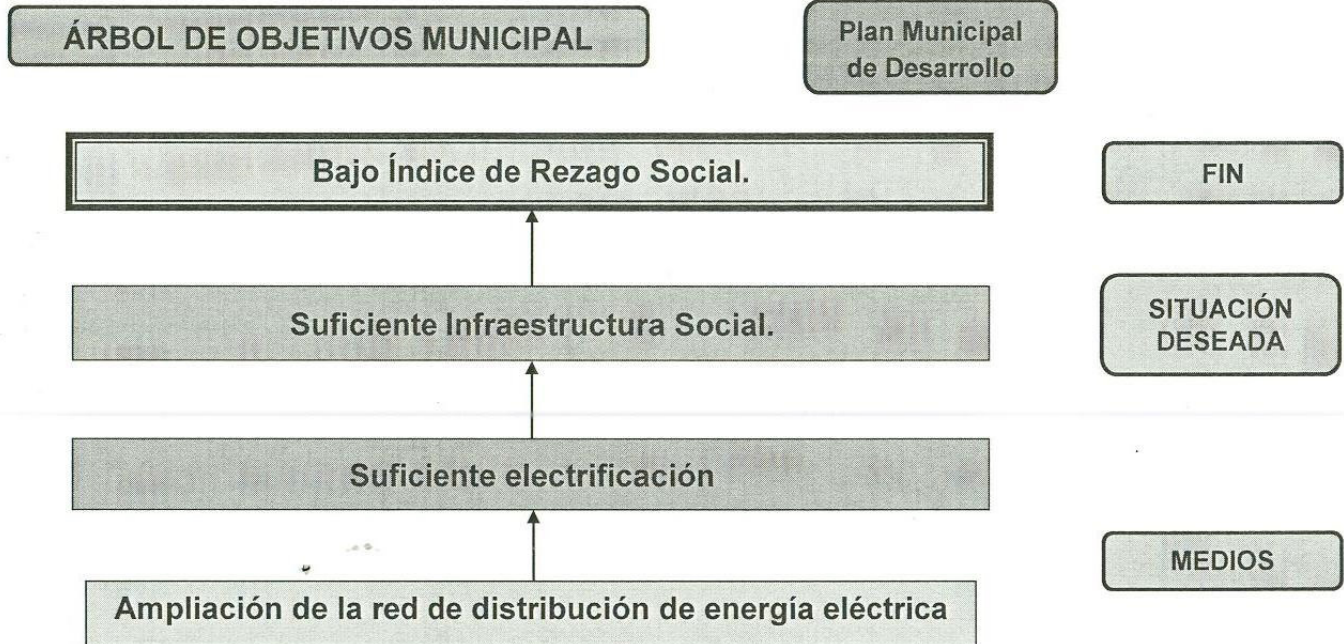 ÁRBOL DE OBJETIVOS MUNICIPAL
Plan Municipal
de Desarrollo
Bajo Índice de Rezago Social.
FIN
Suficiente Infraestructura Social.
SITUACIÓN
DESEADA
Suficiente electrificación
MEDIOS
Ampliación de la red de distribución de energía eléctrica